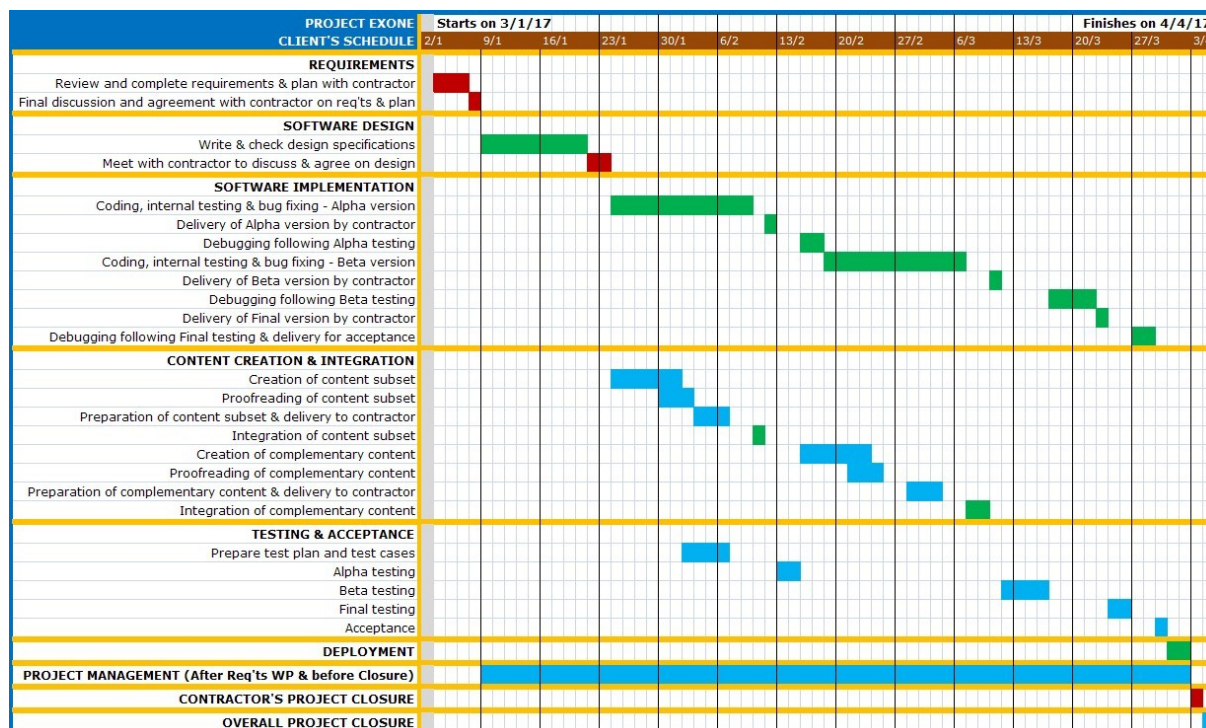 PROJECT EXONE Starts on 3/1/17 Finishes on 4/4/17
CLIENT'S SCHEDULE 2/1 9/1 16/1 23/1 30/1 6/2 13/2 20/2 27/2 6/3 13/3 20/3 27/3 3/
REQUIREMENTS
Review and complete requirements & plan with contractor
Final discussion and agreement with contractor on req'ts & plan
SOFTWARE DESIGN
Write & check design specifications
Meet with contractor to discuss & agree on design
SOFTWARE IMPLEMENTATION
Coding, internal testing & bug fixing - Alpha version
Delivery of Alpha version by contractor
Debugging following Alpha testing
Coding, internal testing & bug fixing - Beta version
Delivery of Beta version by contractor
Debugging following Beta testing
Delivery of Final version by contractor
Debugging following Final testing & delivery for acceptance
CONTENT CREATION & INTEGRATION
Creation of content subset
Proofreading of content subset
Preparation of content subset & delivery to contractor
Integration of content subset
Creation of complementary content
Proofreading of complementary content
Preparation of complementary content & delivery to contractor
Integration of complementary content
TESTING & ACCEPTANCE
Prepare test plan and test cases
Alpha testing
Beta testing
Final testing
Acceptance
DEPLOYMENT
PROJECT MANAGEMENT (After Req'ts WP & before Closure)
CONTRACTOR'S PROJECT CLOSURE
OVERALL PROJECT CLOSURE